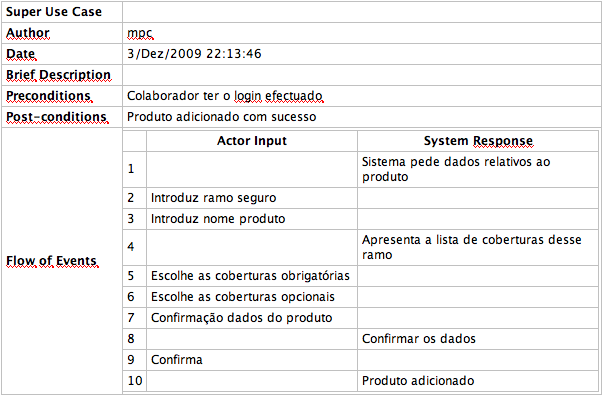 Super Use Case
Author mpc
Date 3/Dez/2009 22:13:46
Brief Description
Preconditions Colaborador ter o login efectuado
Post-conditions Produto adicionado com sucesso
Flow of Events
Actor Input System Response
1 Sistema pede dados relativos ao
produto
2 Introduz ramo seguro
3 Introduz nome produto
4 Apresenta a lista de coberturas desse
ramo
5 Escolhe as coberturas obrigatórias
6 Escolhe as coberturas opcionais
7 Confirmação dados do produto
8 Confirmar os dados
9 Confirma
10 Produto adicionado